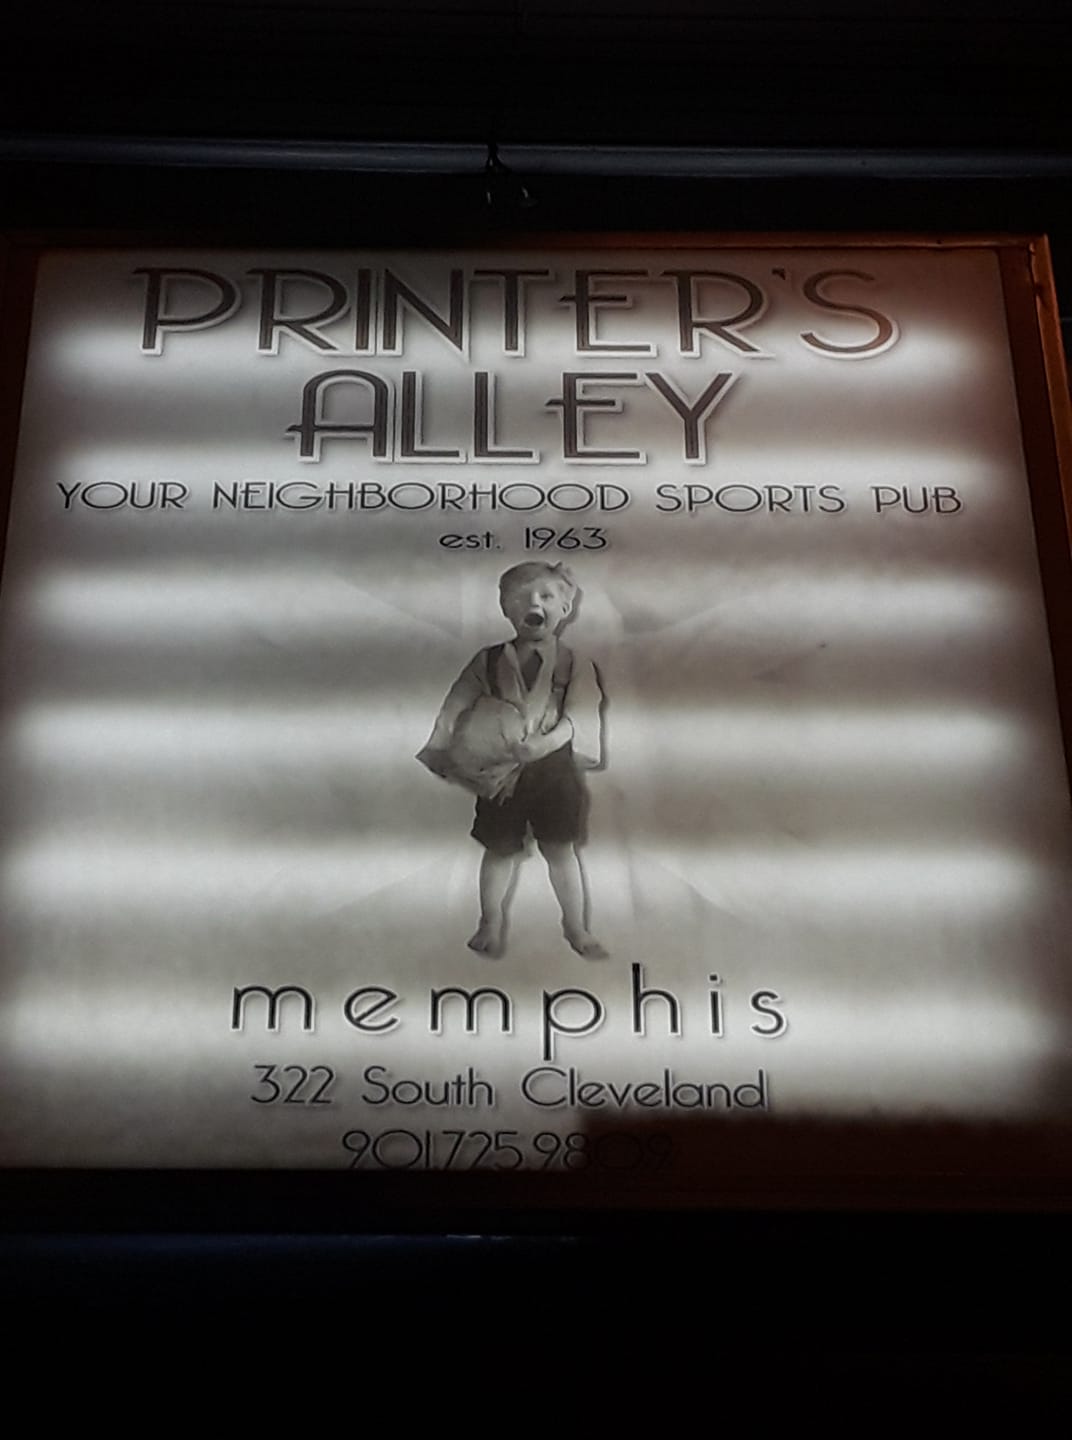 PRINTER'S
ALLEY
YOUR NEIGHBORHOOD SPORTS PUB
est. 1963
memphis
322 South Cleveland
901.725.9809